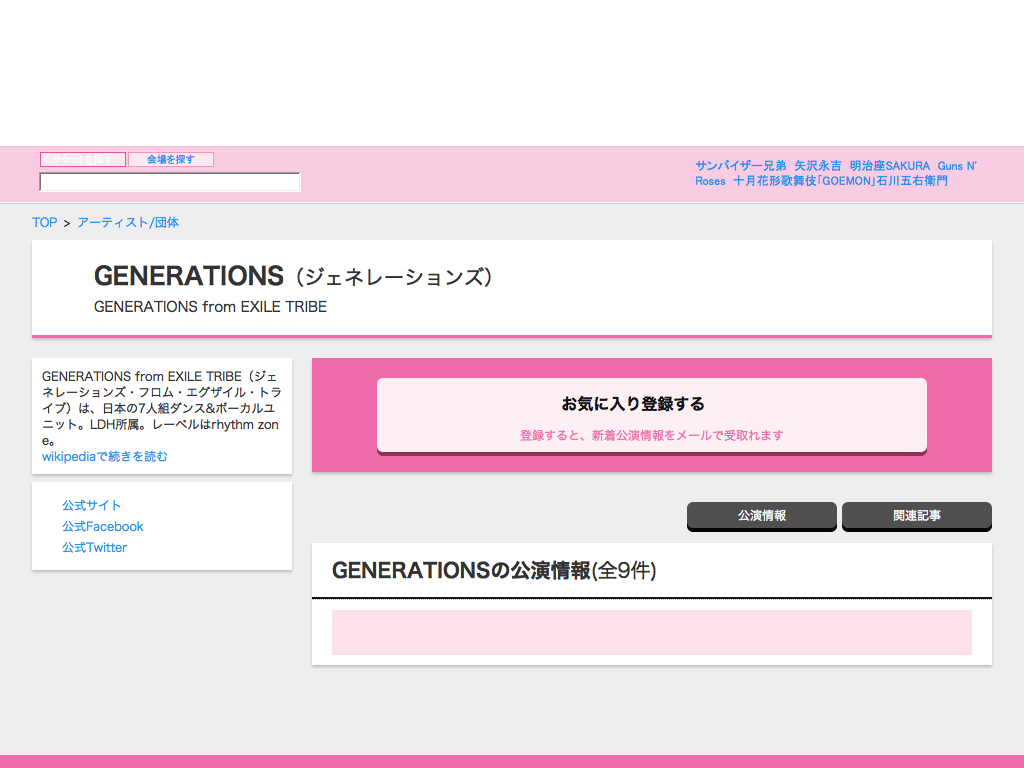 チケットを探す
会場を探す
サンバイザー兄弟 矢沢永吉 明治座SAKURA Guns N'
Roses 十月花形歌舞伎「GOEMON」石川五右衛門
TOP > アーティスト/団体
GENERATIONS（ジェネレーションズ）
GENERATIONS from EXILE TRIBE
GENERATIONS from EXILE TRIBE（ジェ
ネレーションズ・フロム・エグザイル・トラ
イブ）は、日本の7人組ダンス&ボーカルユ
ニット。LDH所属。レーベルはrhythm zon
e。
wikipediaで続きを読む
公式サイト
公式Facebook
公式Twitter
お気に入り登録する
登録すると、新着公演情報をメールで受取れます
公演情報
関連記事
GENERATIONSの公演情報(全9件)